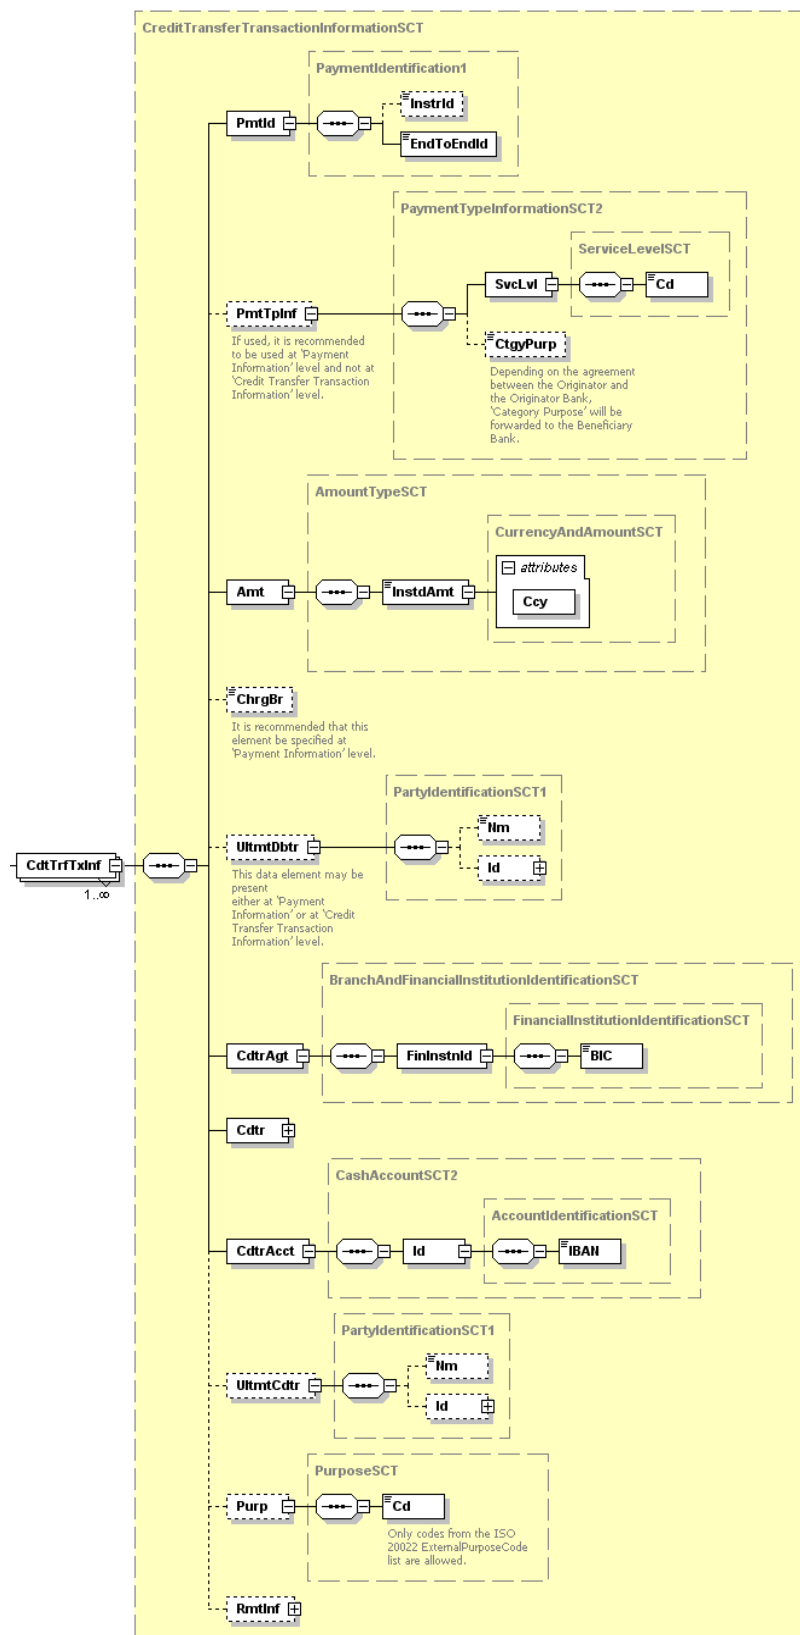 CreditTransferTransactionInformationSCT
PaymentIdentification1
InstrId
PmtId
EndToEndId
PaymentTypeInformationSCT2
ServiceLevelSCT
SvcLvl
Cd
PmtTpInf
If used, it is recommended
to be used at 'Payment
Information' level and not at
'Credit Transfer Transaction
Information' level.
CtgyPurp
Depending on the agreement
between the Originator and
the Originator Bank,
'Category Purpose' will be
forwarded to the Beneficiary
Bank.
AmountTypeSCT
CurrencyAndAmountSCT
attributes
Amt
InstdAmt
Ccy
ChrgBr
It is recommended that this
element be specified at
'Payment Information' level.
PartyIdentificationSCT1
Nm
UltmtDbtr
Id
This data element may be
present
either at 'Payment
Information' or at 'Credit
Transfer Transaction
Information' level.
CdtTrfTxInf
1..∞
BranchAndFinancialInstitutionIdentificationSCT
FinancialInstitutionIdentificationSCT
CdtrAgt
FinInstnId
BIC
Cdtr
CashAccountSCT2
AccountIdentificationSCT
CdtrAcct
Id
IBAN
PartyIdentificationSCT1
Nm
UltmtCdtr
Id
PurposeSCT
Purp
Cd
Only codes from the ISO
20022 ExternalPurposeCode
list are allowed.
RmtInf